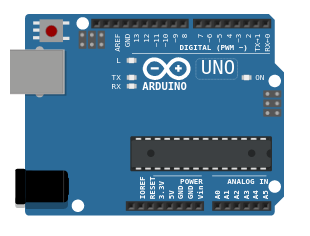 AREF
13
12
~11
~10
~9
8
7
~6
~5
4
~3
2
TX→1
RX←0
DIGITAL (PWM ~)
L
TX
RX
UNO
ON
ARDUINO
POWER
ANALOG IN
IOREF
RESET
3.3V
5V
GND
GND
Vin
A0
A1
A2
A3
A4
A5